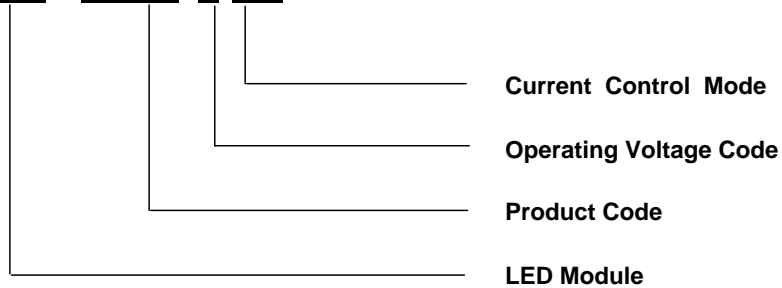 Current Control Mode
Operating Voltage Code
Product Code
LED Module